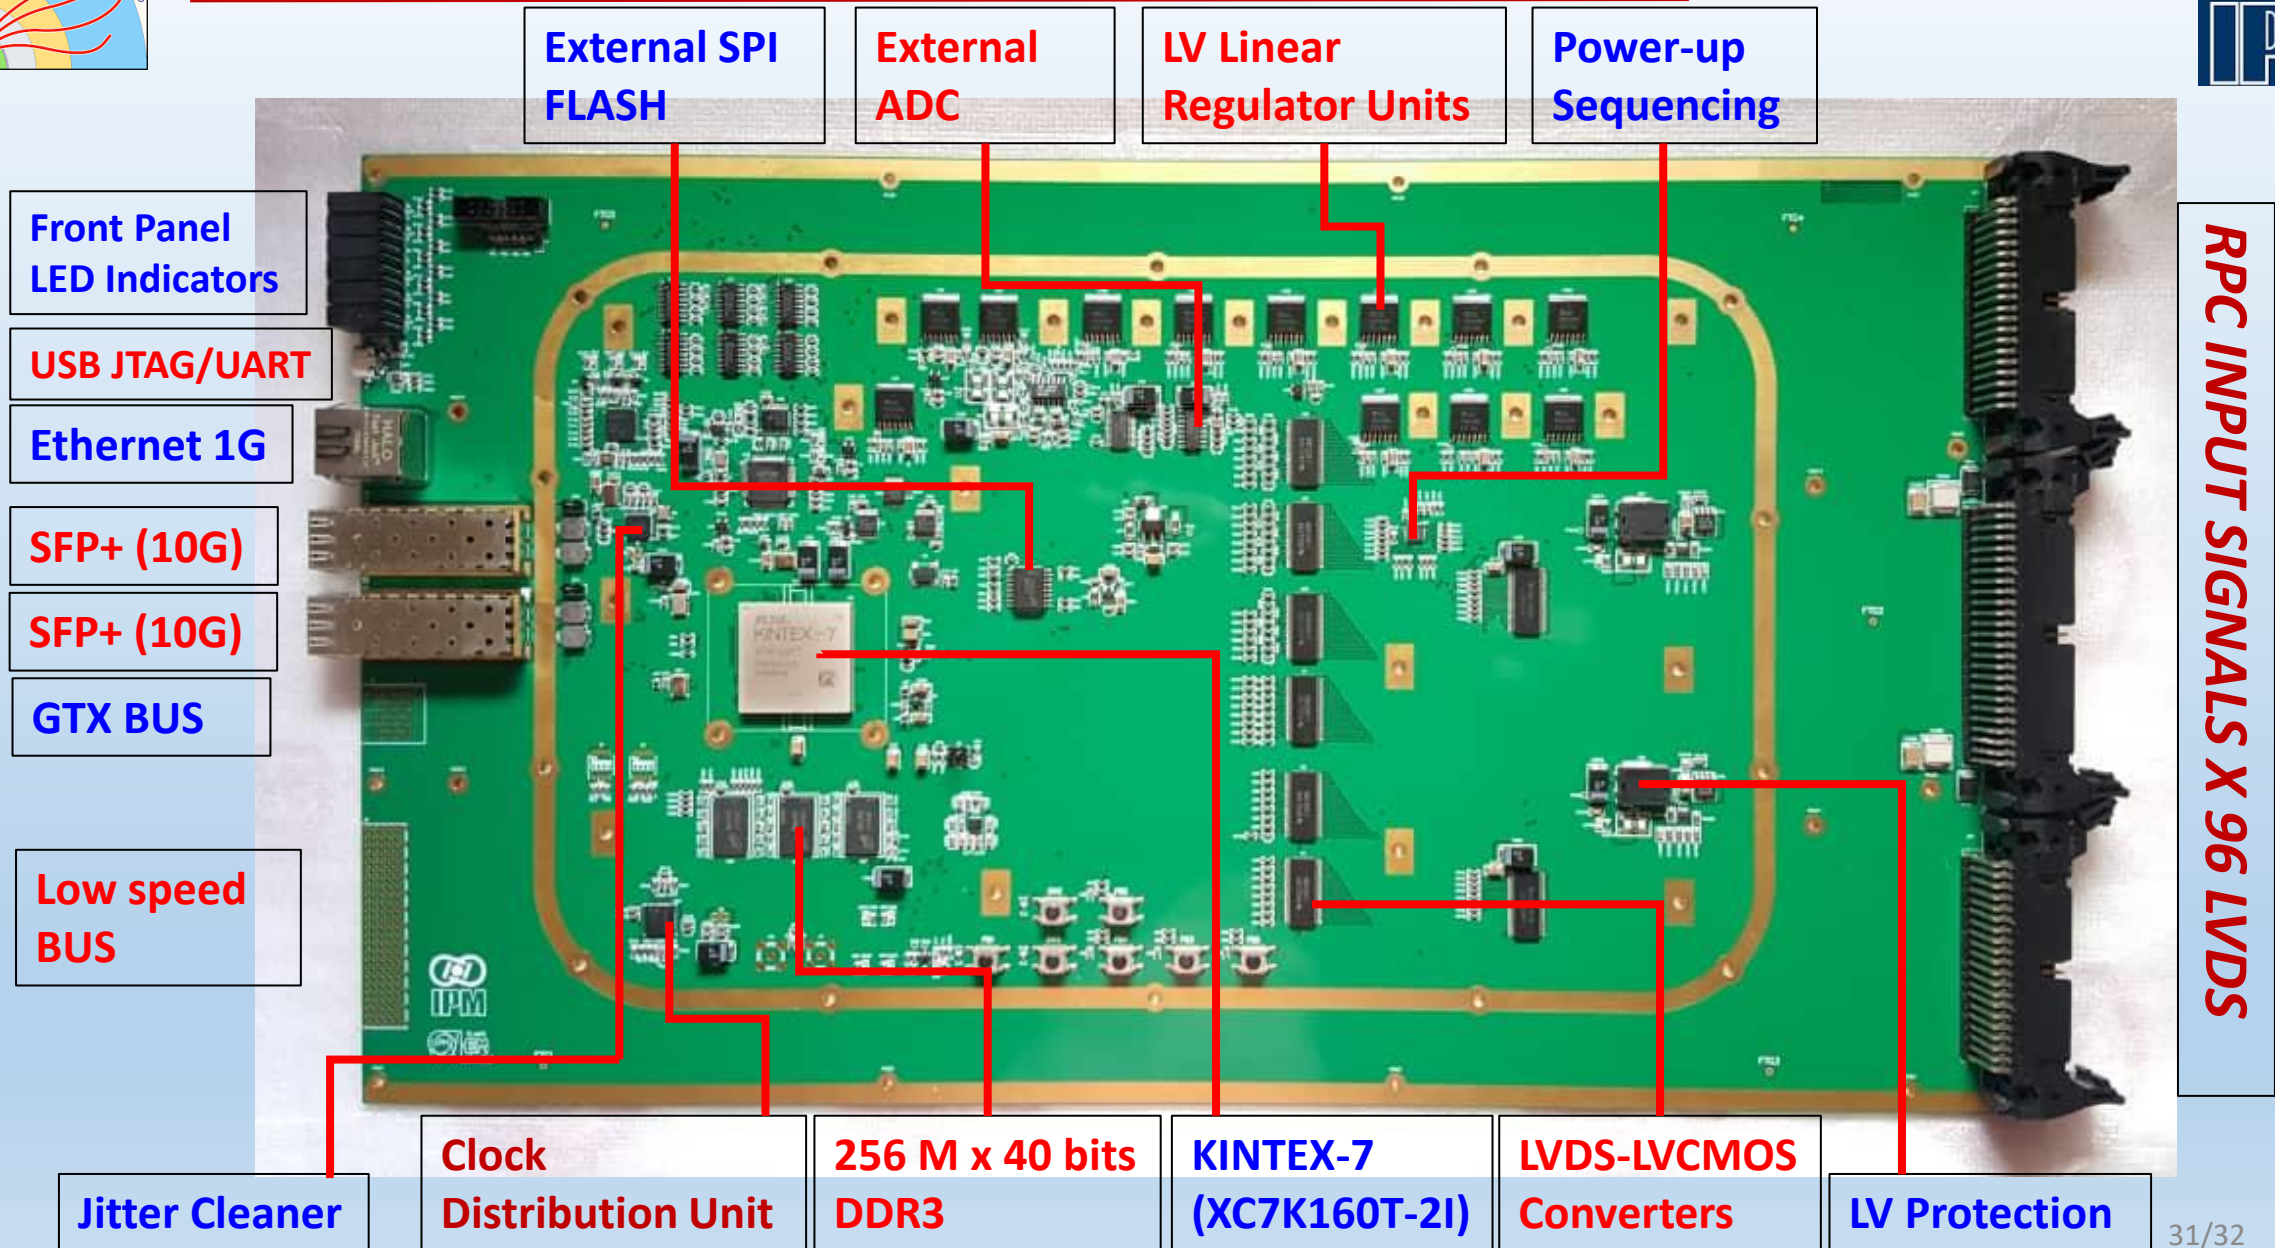 External SPI
FLASH
External
ADC
LV Linear
Regulator Units
Power-up
Sequencing
Front Panel
LED Indicators
USB JTAG/UART
Ethernet 1G
SFP+ (10G)
SFP+ (10G)
GTX BUS
Low speed
BUS
HALO
KINTEX-7
IPM
RPC INPUT SIGNALS X 96 LVDS
Jitter Cleaner
Clock
Distribution Unit
256 M x 40 bits
DDR3
KINTEX-7
(XC7K160T-2I)
LVDS-LVCMOS
Converters
LV Protection
31/32